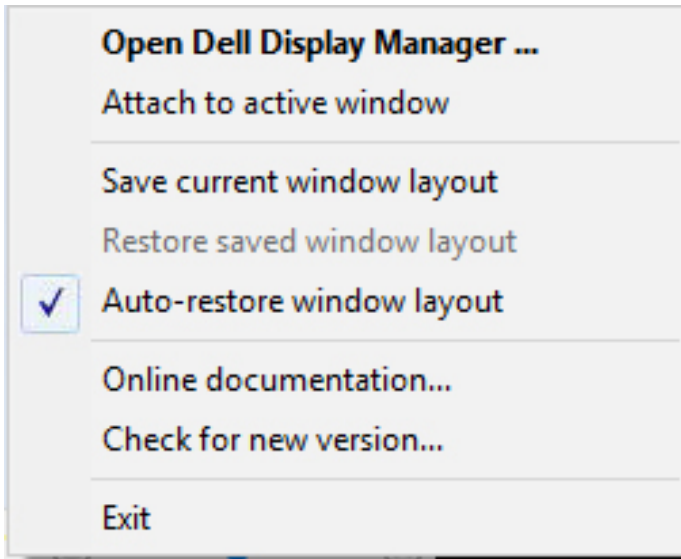 Open Dell Display Manager ...
Attach to active window
Save current window layout
Restore saved window layout
Auto-restore window layout
Online documentation...
Check for new version...
Exit